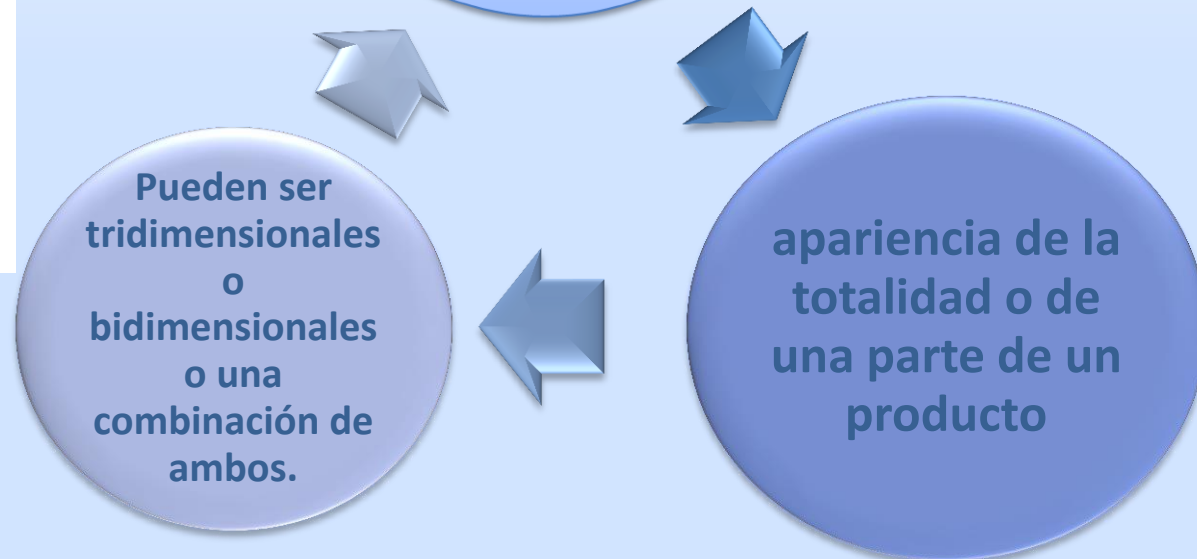 Pueden ser
tridimensionales
o
bidimensionales
o una
combinación de
ambos.
apariencia de la
totalidad o de
una parte de un
producto